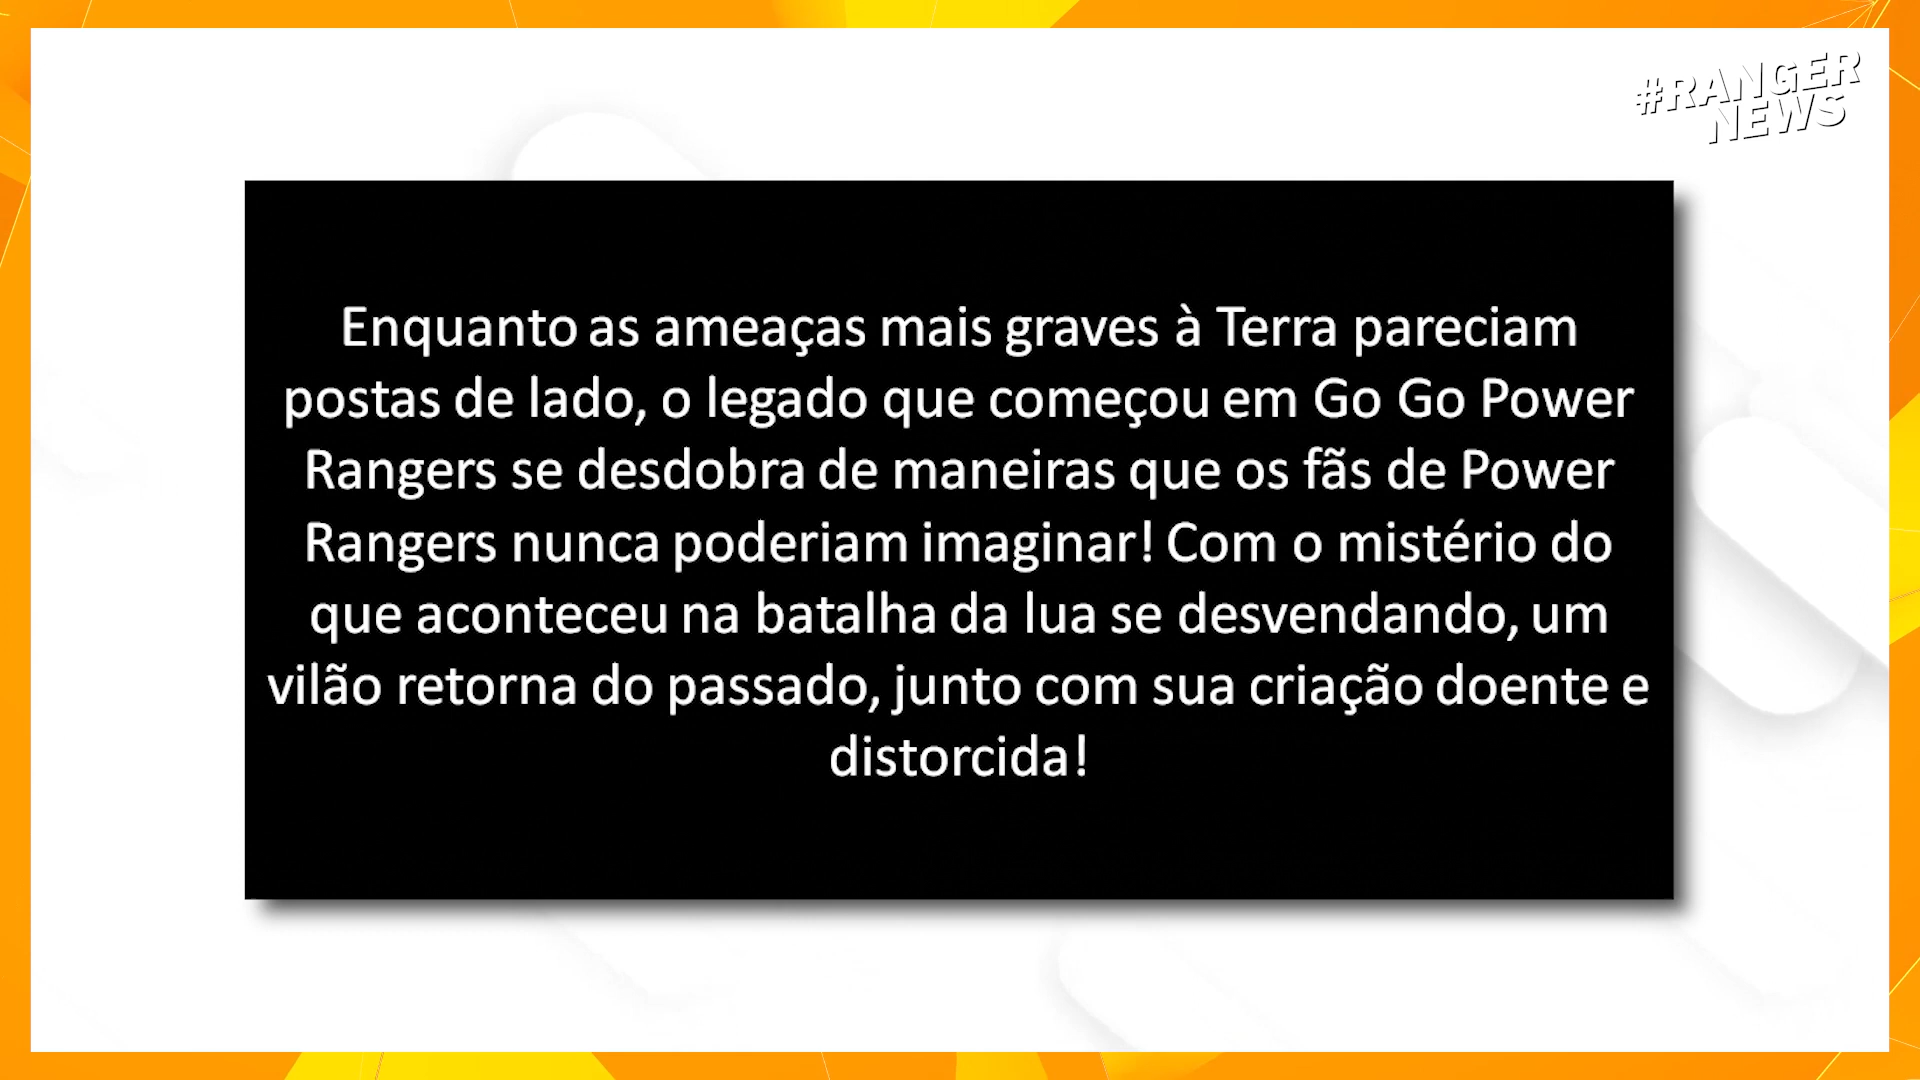 #RANGER
NEWS
Enquanto as ameaças mais graves à Terra pareciam
postas de lado, o legado que começou em Go Go Power
Rangers se desdobra de maneiras que os fãs de Power
Rangers nunca poderiam imaginar! Com o mistério do
que aconteceu na batalha da lua se desvendando, um
vilão retorna do passado, junto com sua criação doente e
distorcida!